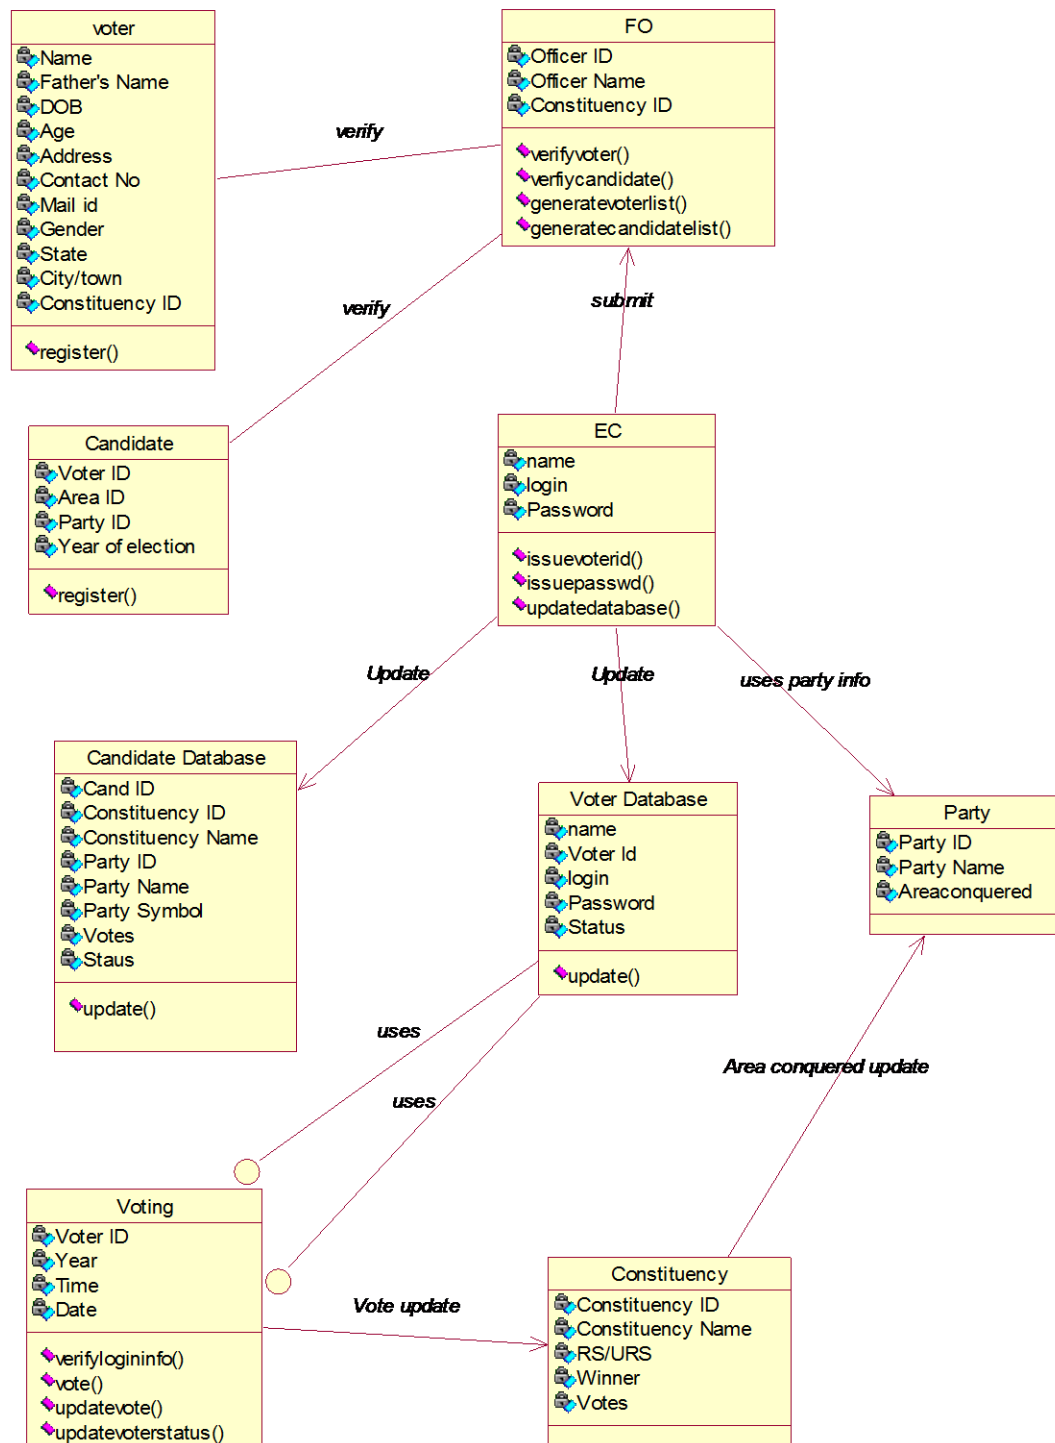 voter
Name
Father's Name
DOB
Age
Address
Contact No
Mail id
Gender
State
City/town
Constituency ID
register()
verify
FO
Officer ID
Officer Name
Constituency ID
verifyvoter()
verfiycandidate()
generatevoterlist()
generatecandidatelist()
verify
submit
Candidate
Voter ID
Area ID
Party ID
Year of election
register()
EC
name
login
Password
issuevoterid()
issuepasswd()
updatedatabase()
Update
Update
uses party info
Candidate Database
Cand ID
Constituency ID
Constituency Name
Party ID
Party Name
Party Symbol
Votes
Staus
update()
Voter Database
name
Voter Id
login
Password
Status
update()
Party
Party ID
Party Name
Areaconquered
uses
uses
Area conquered update
Voting
Voter ID
Year
Time
Date
verifylogininfo()
vote()
updatevote()
updatevoterstatus()
Vote update
Constituency
Constituency ID
Constituency Name
RS/URS
Winner
Votes